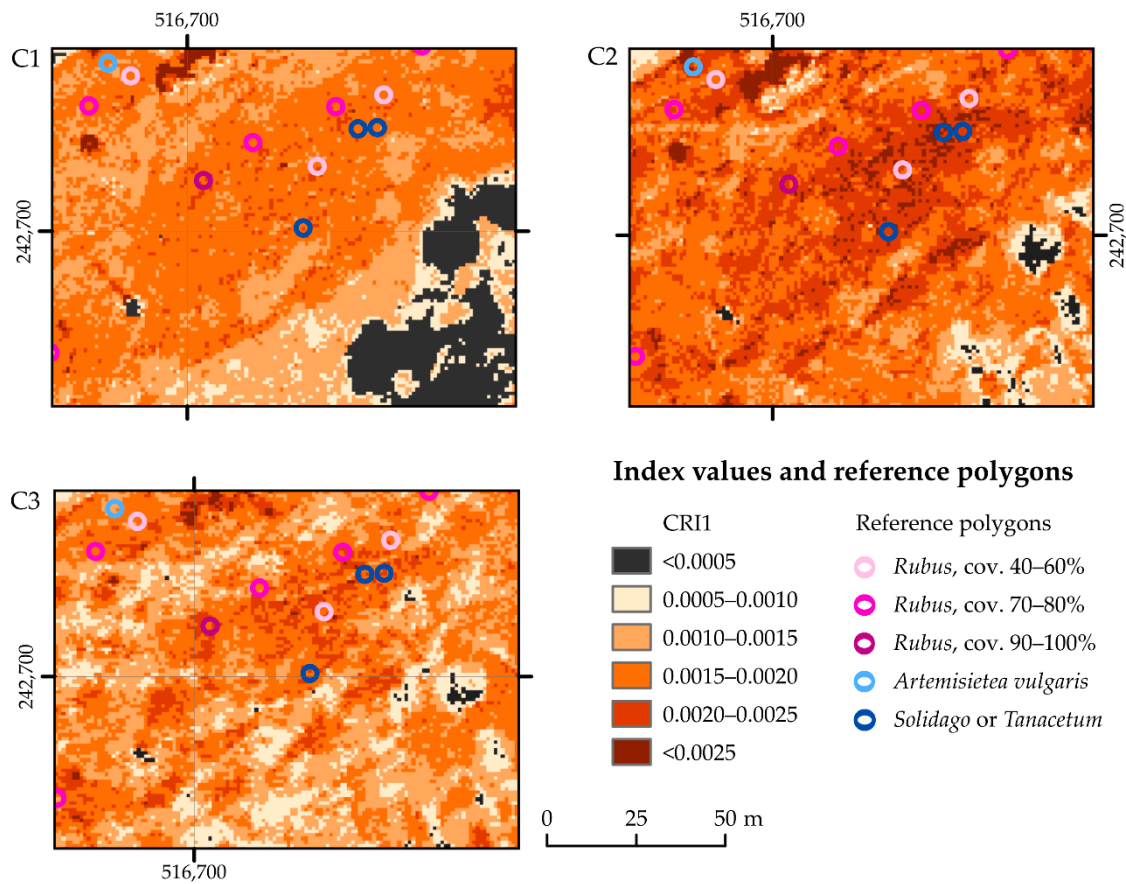 516,700
516,700
C1
C2
242,700
242,700
C3
242,700
516,700
Index values and reference polygons
CRI1
<0.0005
0.0005–0.0010
0.0010–0.0015
0.0015–0.0020
0.0020–0.0025
<0.0025
Reference polygons
Rubus, cov. 40–60%
Rubus, cov. 70–80%
Rubus, cov. 90–100%
Artemisietea vulgaris
Solidago or Tanacetum
0 25 50 m